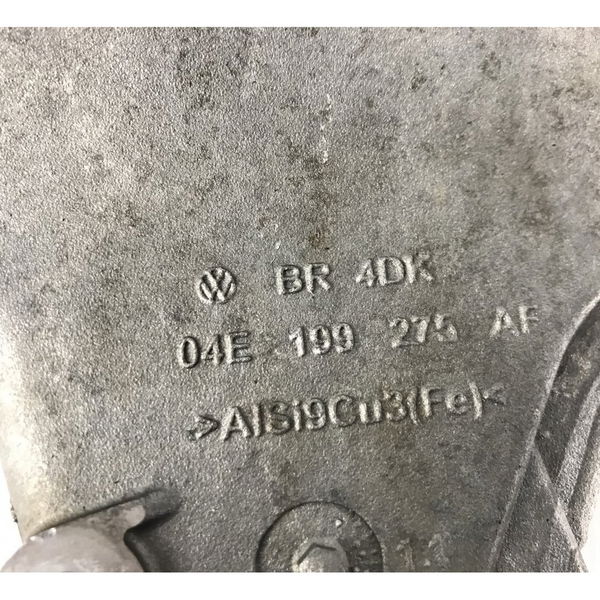 BR 4DK
04E 199 275 AF
>AlSi9Cu3(Fe)<